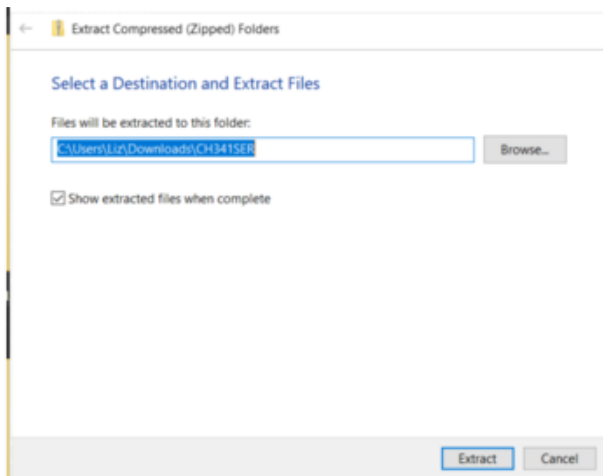 Extract Compressed (Zipped) Folders
Select a Destination and Extract Files
Files will be extracted to this folder:
C:\Users\Liz\Downloads\CH341SER
Browse...
Show extracted files when complete
Extract
Cancel